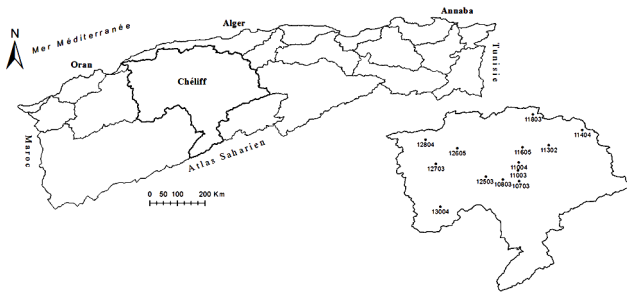 Annaba
Alger
N
Mer Méditerranée
Oran
Tunisie
Chéliff
Maroc
Atlas Saharien
0 50 100 200 Km
11803
11404
12804
12605
11605
11302
12703
11004
11003
12503
10803
10703
13004